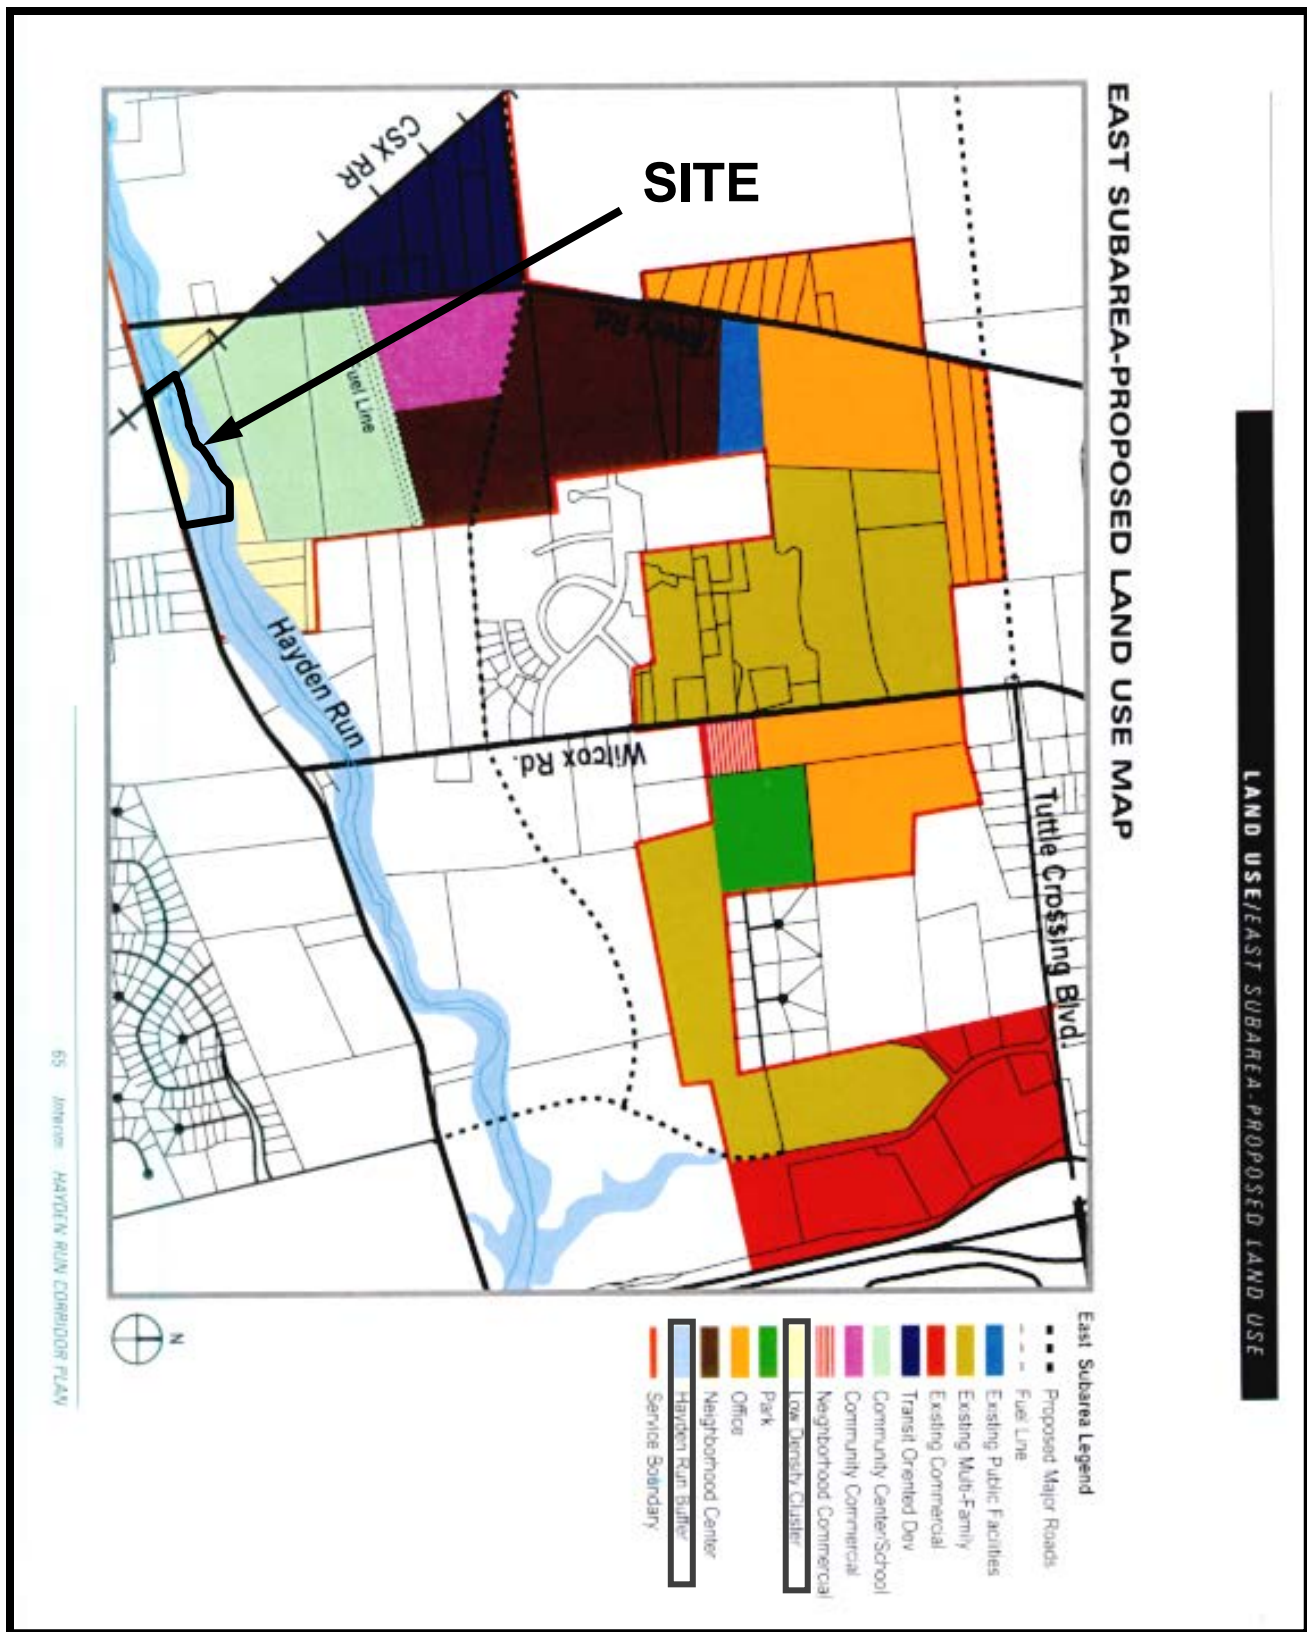 LAND USE/EAST SUBAREA-PROPOSED LAND USE
EAST SUBAREA-PROPOSED LAND USE MAP
SITE
CSX RR
Fuel Line
Rd
Hayden Run
Wilcox Rd.
Tuttle Crossing Blvd.
East Subarea Legend
Proposed Major Roads
Fuel Line
Existing Public Facilities
Existing Multi-Family
Existing Commercial
Transit Oriented Dev
Community Center/School
Community Commercial
Neighborhood Commercial
Low Density Cluster
Park
Office
Neighborhood Center
Hayden Run Buffer
Service Boundary
N
65 Interim HAYDEN RUN CORRIDOR PLAN